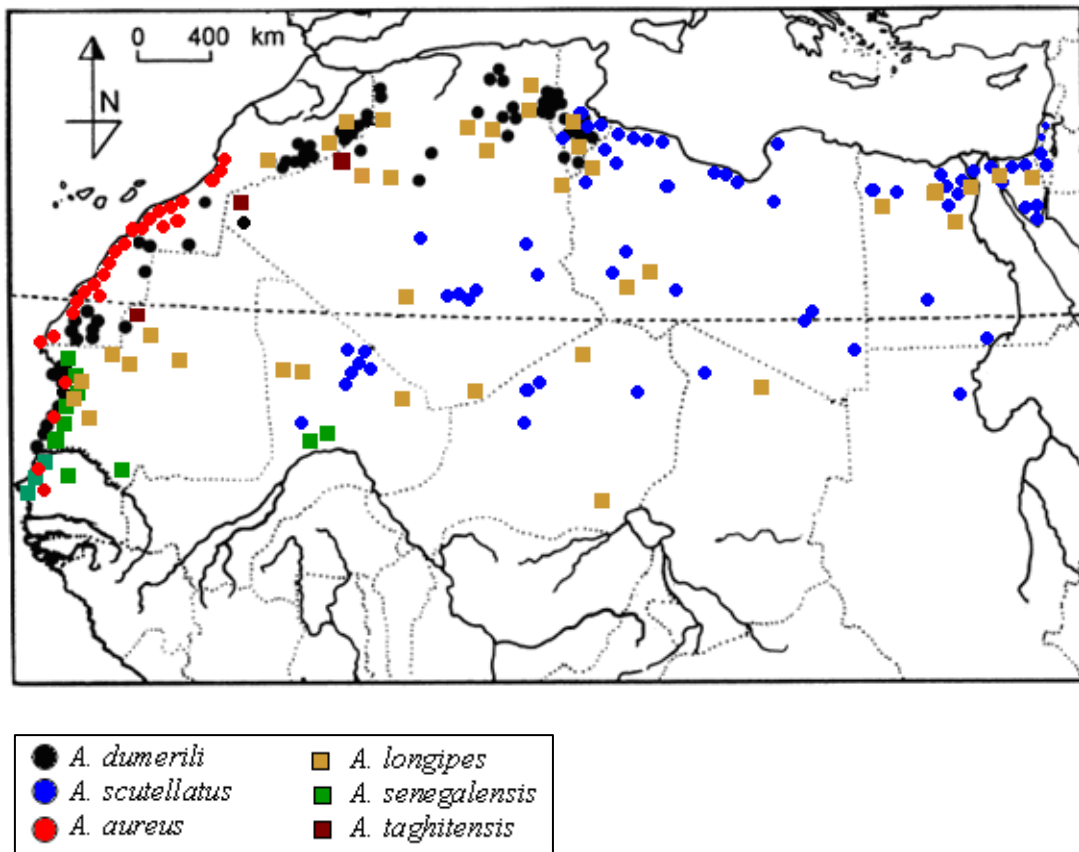 0 400 km
N
A. dumerili
A. longipes
A. scutellatus
A. senegalensis
A. aureus
A. taghitensis